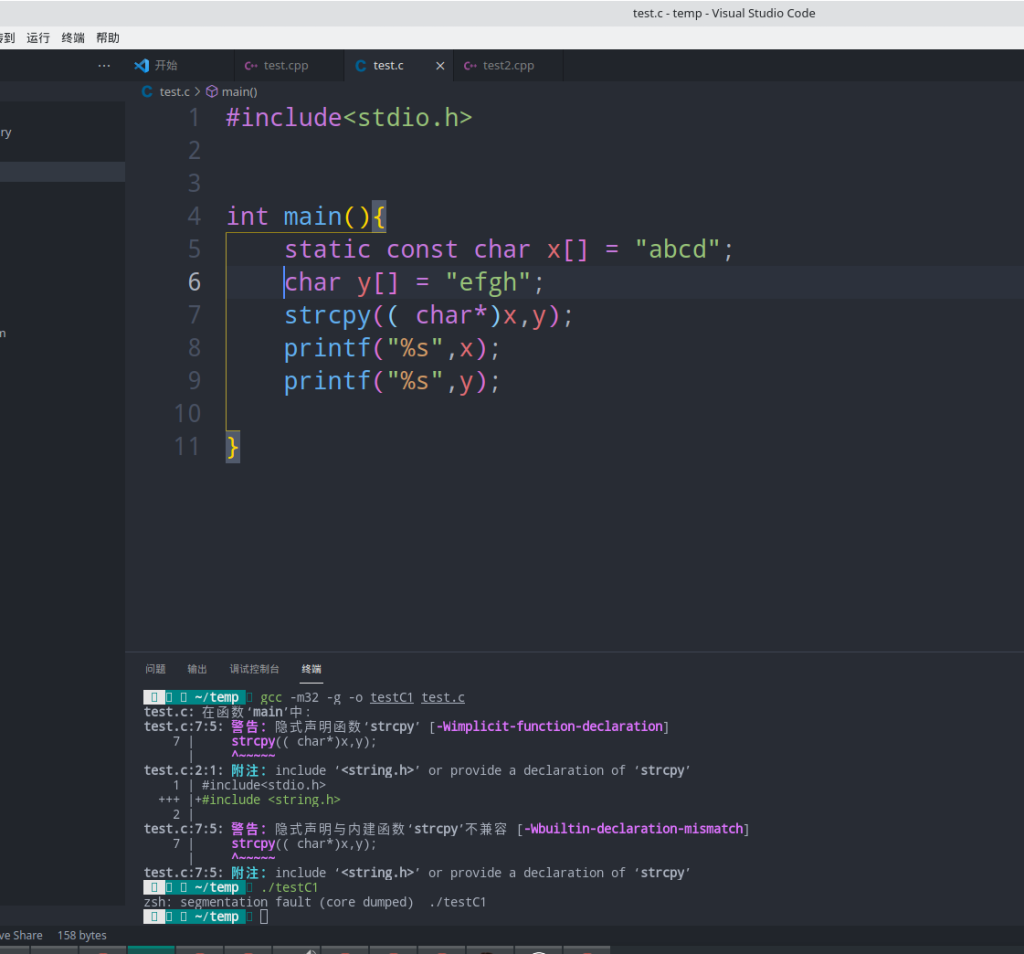 test.c - temp - Visual Studio Code
到 运行 终端 帮助
开始 test.cpp test.c test2.cpp
test.c > main()
ry
1 #include<stdio.h>
2
3
4 int main(){
5 static const char x[] = "abcd";
6 char y[] = "efgh";
7 strcpy(( char*)x,y);
8 printf("%s",x);
9 printf("%s",y);
10
11 }
问题 输出 调试控制台 终端
~/temp gcc -m32 -g -o testC1 test.c
test.c: 在函数‘main’中:
test.c:7:5: 警告: 隐式声明函数‘strcpy’ [-Wimplicit-function-declaration]
7 | strcpy(( char*)x,y);
| ^~~~~~
test.c:2:1: 附注: include ‘<string.h>’ or provide a declaration of ‘strcpy’
1 | #include<stdio.h>
+++ |+#include <string.h>
2 |
test.c:7:5: 警告: 隐式声明与内建函数‘strcpy’不兼容 [-Wbuiltin-declaration-mismatch]
7 | strcpy(( char*)x,y);
| ^~~~~~
test.c:7:5: 附注: include ‘<string.h>’ or provide a declaration of ‘strcpy’
~/temp ./testC1
zsh: segmentation fault (core dumped) ./testC1
~/temp
ve Share 158 bytes